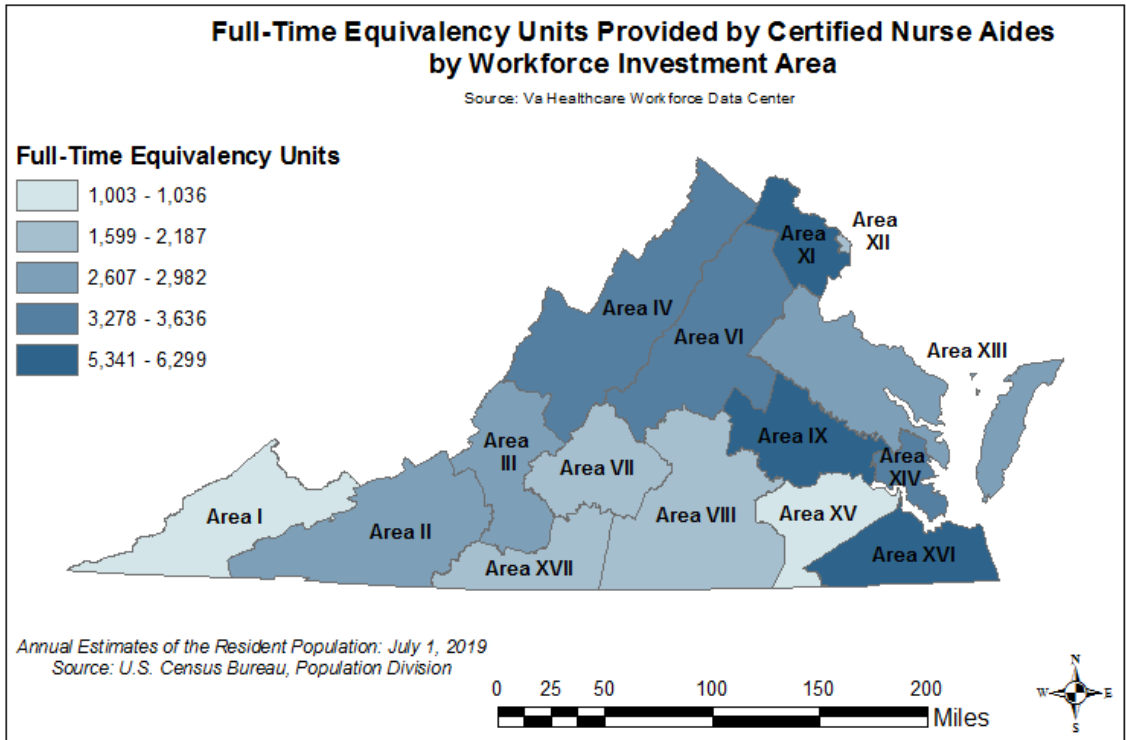 Full-Time Equivalency Units Provided by Certified Nurse Aides
by Workforce Investment Area
Source: Va Healthcare Workforce Data Center
Full-Time Equivalency Units
1,003 - 1,036
1,599 - 2,187
2,607 - 2,982
3,278 - 3,636
5,341 - 6,299
Area
XII
Area
XI
Area IV
Area VI
Area XIII
Area
III
Area IX
Area VII
Area
XIV
Area I
Area II
Area VIII
Area XV
Area XVII
Area XVI
Annual Estimates of the Resident Population: July 1, 2019
Source: U.S. Census Bureau, Population Division
0 25 50 100 150 200
Miles
N
W E
S